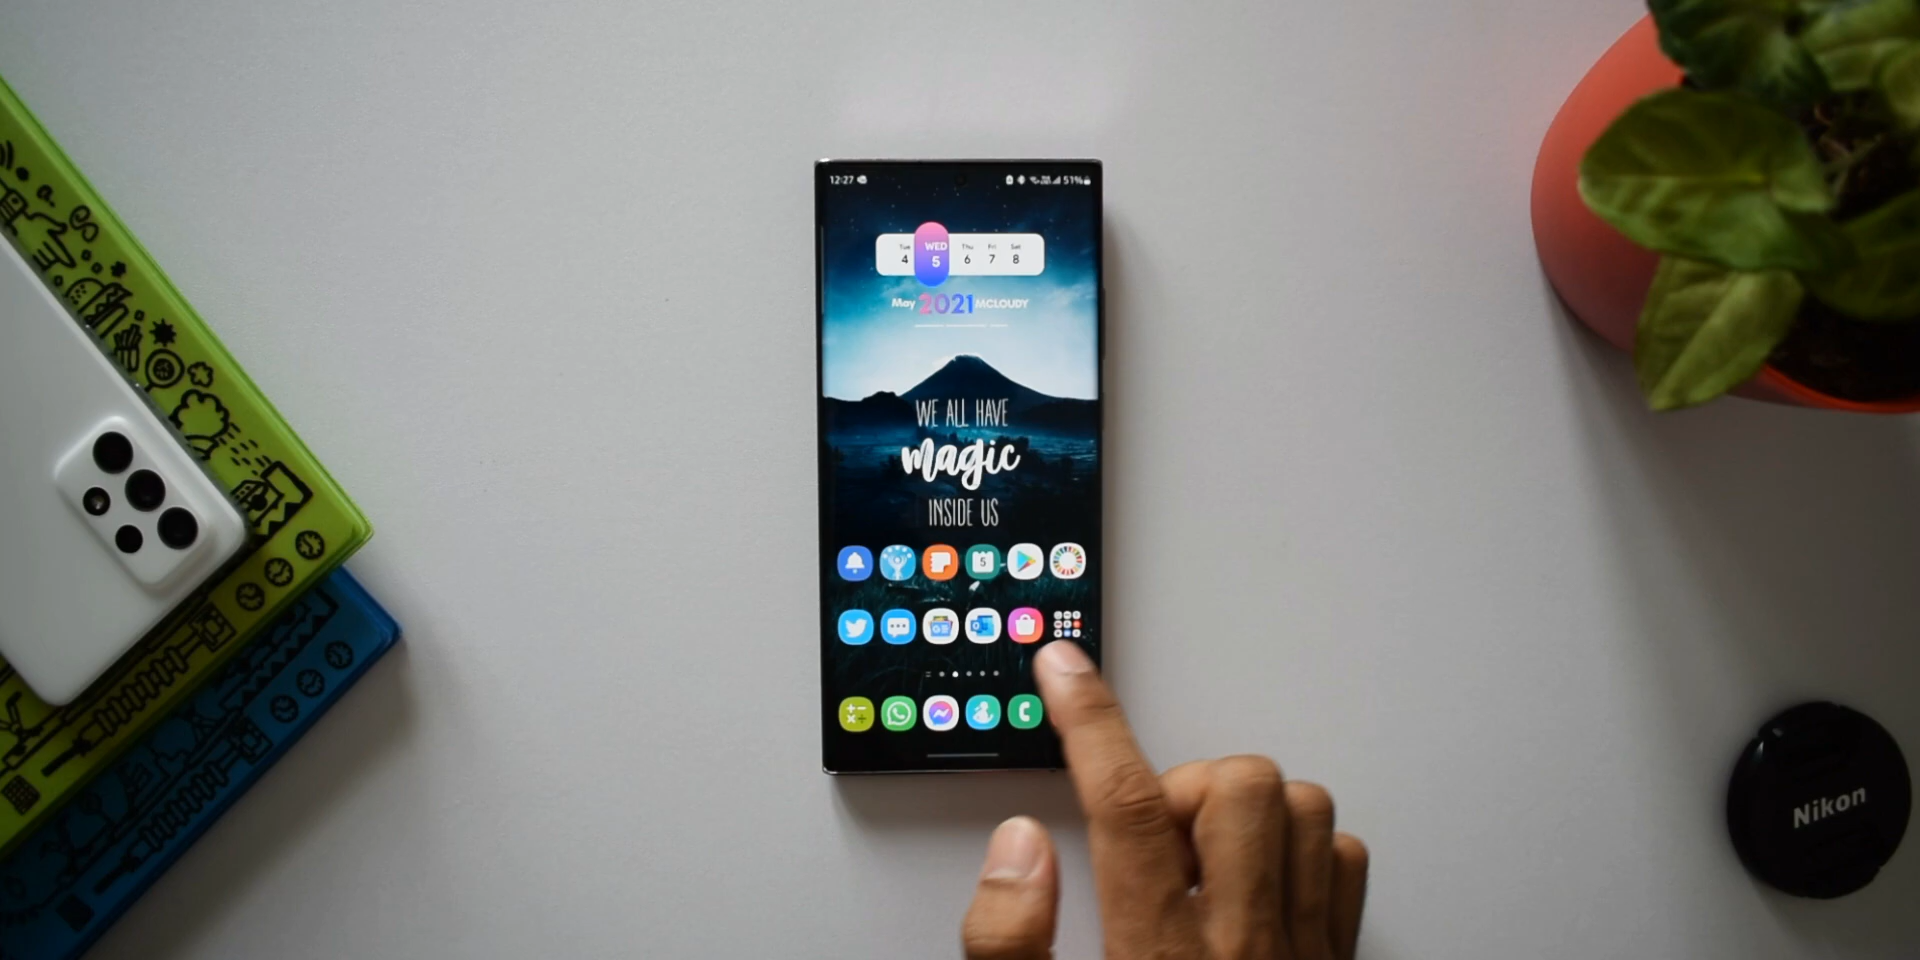 12:27
51%
Tue WED Thu Fri Sat
4 5 6 7 8
May 2021 MCLOUDY
WE ALL HAVE
magic
INSIDE US
5
Nikon